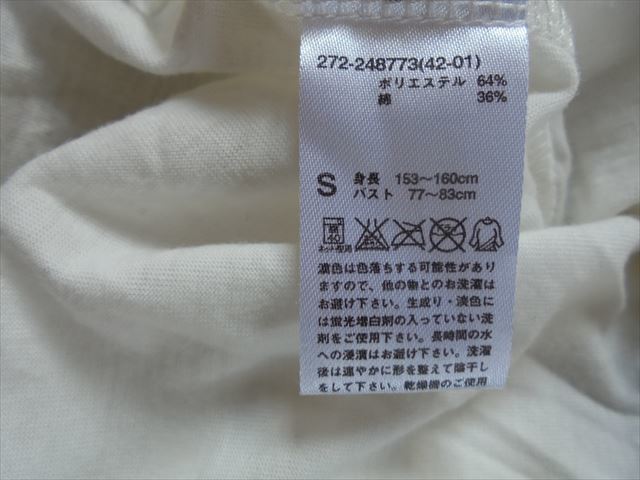 272-248773(42-01)
ポリエステル 64%
綿 36%
S 身長 153～160cm
バスト 77～83cm
40
ネット使用
濃色は色落ちする可能性があり
ますので、他の物とのお洗濯は
お避け下さい。生成り・淡色に
は蛍光増白剤の入っていない洗
剤をご使用下さい。長時間の水
への浸漬はお避け下さい。洗濯
後は速やかに形を整えて陰干し
をして下さい。乾燥機のご使用